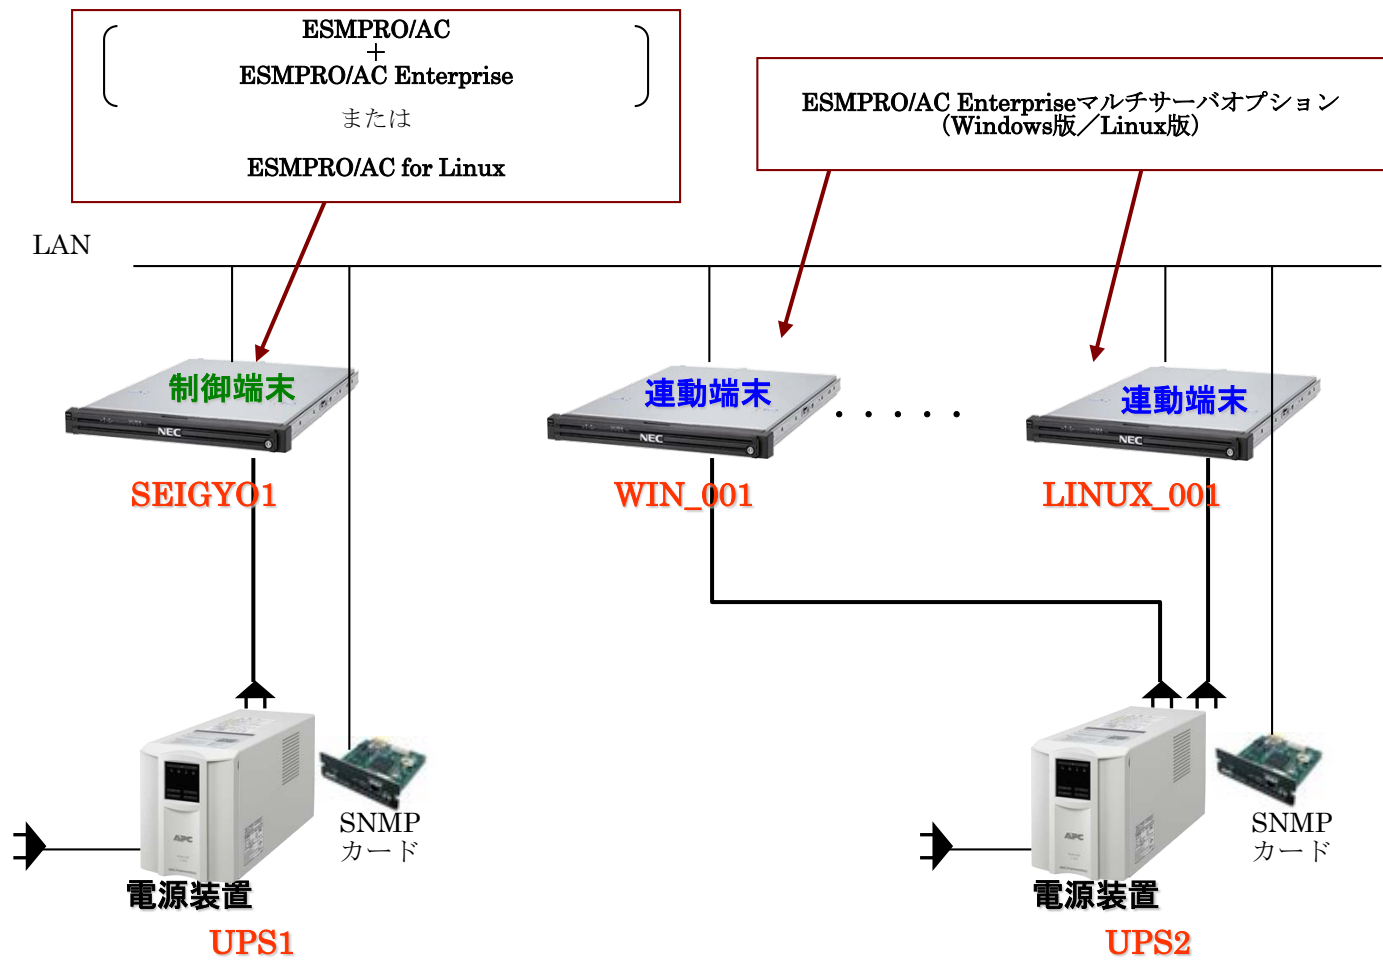 ESMPRO/AC
＋
ESMPRO/AC Enterprise
または
ESMPRO/AC for Linux
ESMPRO/AC Enterpriseマルチサーバオプション
（Windows版／Linux版）
LAN
制御端末
NEC
SEIGYO1
連動端末
NEC
WIN_001
・・・・・
連動端末
NEC
LINUX_001
APC
SNMP
カード
電源装置
UPS1
APC
SNMP
カード
電源装置
UPS2